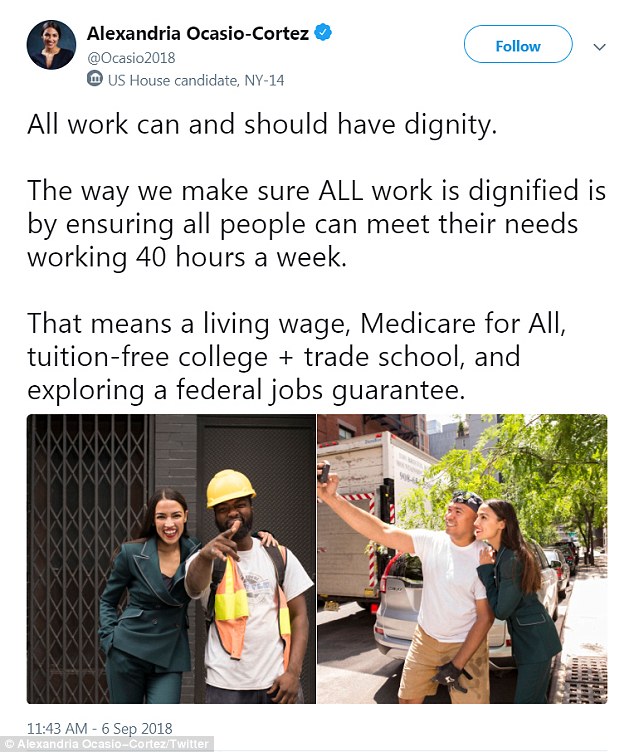 Alexandria Ocasio-Cortez
@Ocasio2018
US House candidate, NY-14
Follow
All work can and should have dignity.
The way we make sure ALL work is dignified is
by ensuring all people can meet their needs
working 40 hours a week.
That means a living wage, Medicare for All,
tuition-free college + trade school, and
exploring a federal jobs guarantee.
11:43 AM - 6 Sep 2018
© Alexandria Ocasio-Cortez/Twitter